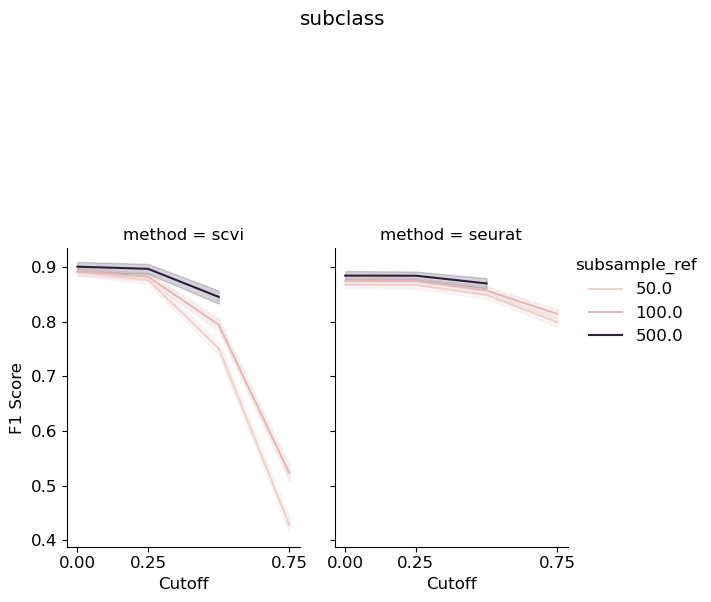 subclass
method = scvi
method = seurat
subsample_ref
50.0
100.0
500.0
F1 Score
0.9
0.8
0.7
0.6
0.5
0.4
0.00 0.25 0.75
0.00 0.25 0.75
Cutoff
Cutoff